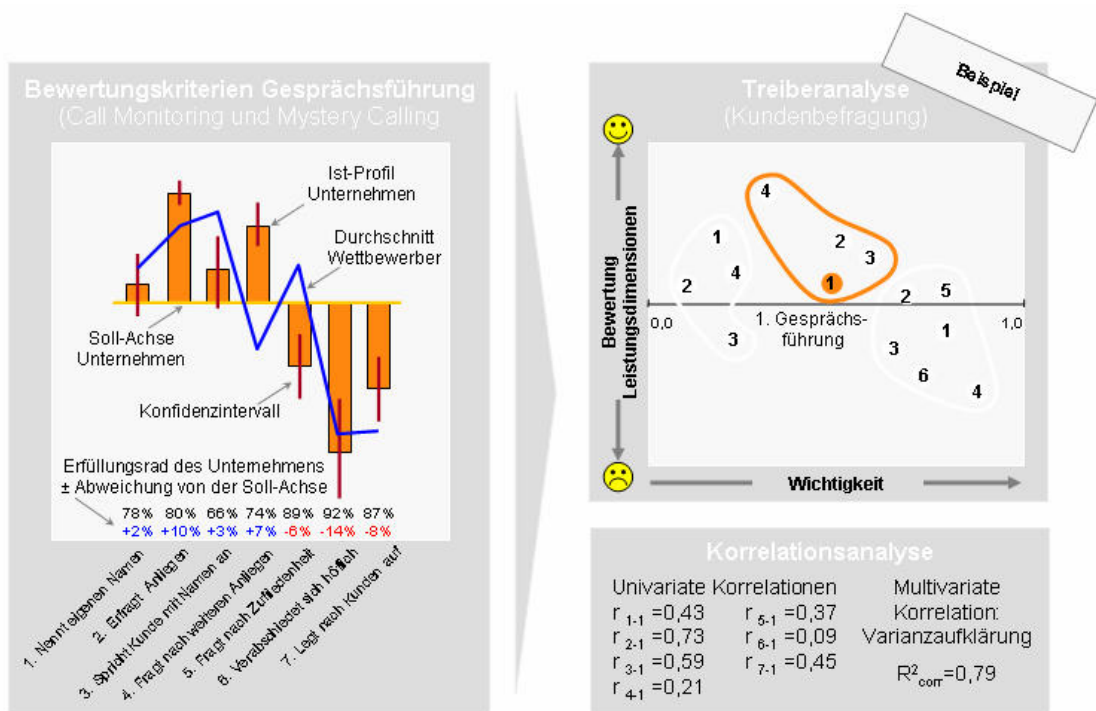 Bewertungskriterien Gesprächsführung
(Call Monitoring und Mystery Calling
Ist-Profil
Unternehmen
Durchschnitt
Wettbewerber
Soll-Achse
Unternehmen
Konfidenzintervall
Erfüllungsrad des Unternehmens
± Abweichung von der Soll-Achse
78% 80% 66% 74% 89% 92% 87%
+2% +10% +3% +7% -6% -14% -8%
1. Nennt eigenen Namen
2. Erfragt Anliegen
3. Spricht Kunde mit Namen an
4. Fragt nach weiteren Anliegen
5. Fragt nach Zufriedenheit
6. Verabschiedet sich höflich
7. Legt nach Kunden auf
Beispiel
Treiberanalyse
(Kundenbefragung)
Bewertung
Leistungsdimensionen
4
1
2
3
2
4
1
2
5
0,0
1. Gesprächs-
führung
1,0
3
3
1
6
4
Wichtigkeit
Korrelationsanalyse
Univariate Korrelationen
r 1-1 =0,43
r 2-1 =0,73
r 3-1 =0,59
r 4-1 =0,21
r 5-1 =0,37
r 6-1 =0,09
r 7-1 =0,45
Multivariate
Korrelation:
Varianzaufklärung
R²corr=0,79